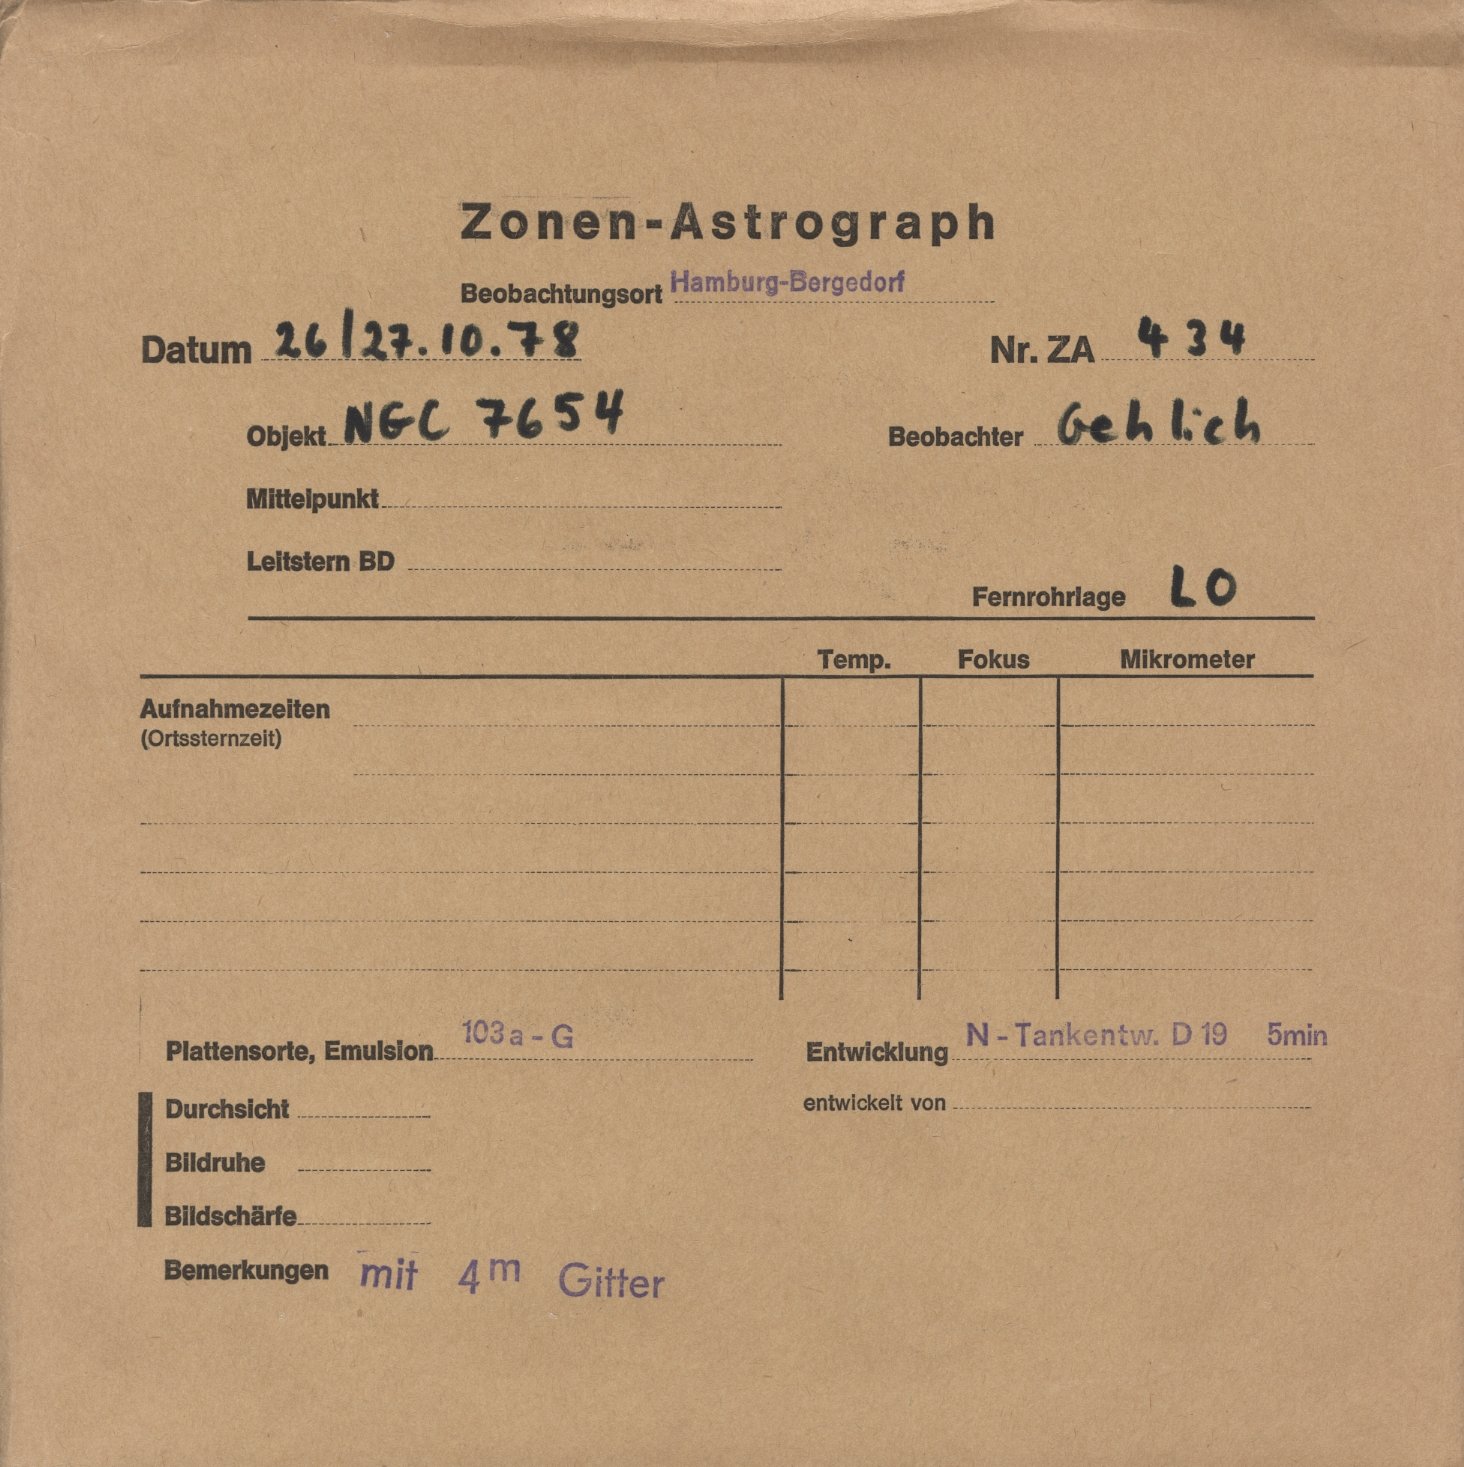 Zonen-Astrograph
Beobachtungsort Hamburg-Bergedorf
Datum 26/27.10.78 Nr. ZA 434
Objekt NGC 7654 Beobachter Gehlich
Mittelpunkt
Leitstern BD
Fernrohrlage LO
Temp. Fokus Mikrometer
Aufnahmezeiten
(Ortssternzeit)
Plattensorte, Emulsion 103a-G Entwicklung N-Tankentw. D19 5min
Durchsicht entwickelt von
Bildruhe
Bildschärfe
Bemerkungen mit 4m Gitter